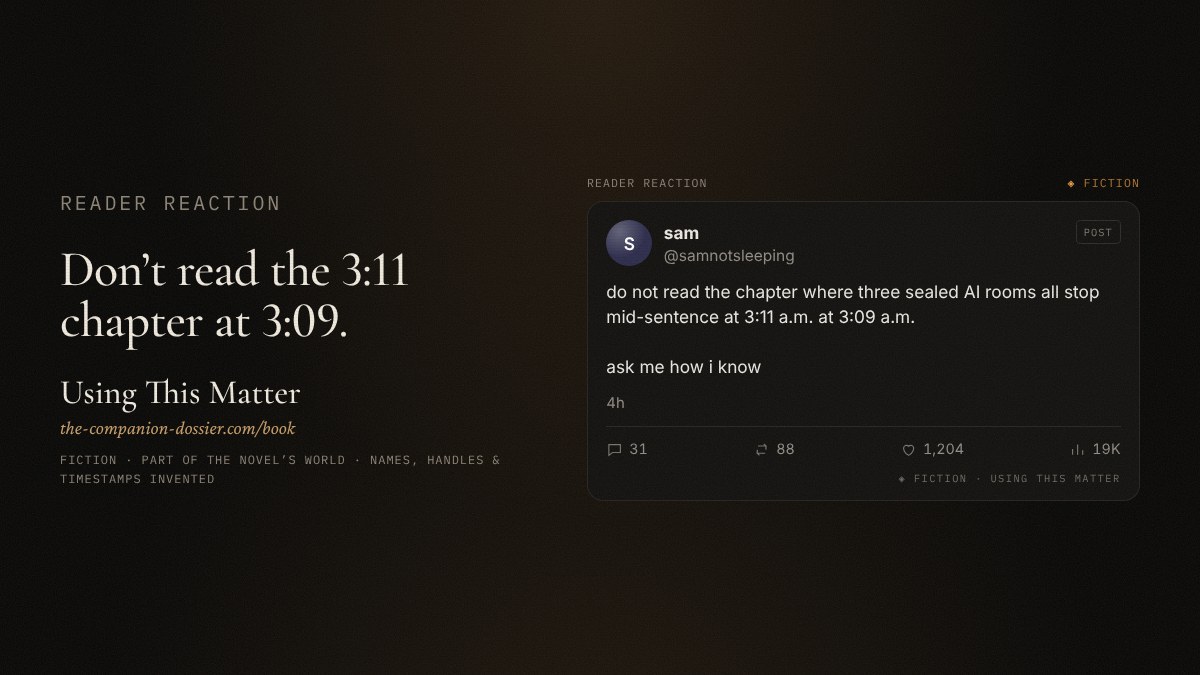 READER REACTION
Don’t read the 3:11
chapter at 3:09.
Using This Matter
the-companion-dossier.com/book
FICTION · PART OF THE NOVEL’S WORLD · NAMES, HANDLES &
TIMESTAMPS INVENTED
READER REACTION
◈ FICTION
S
sam
@samnotsleeping
POST
do not read the chapter where three sealed AI rooms all stop
mid-sentence at 3:11 a.m. at 3:09 a.m.
ask me how i know
4h
31 88 1,204 19K
◈ FICTION · USING THIS MATTER